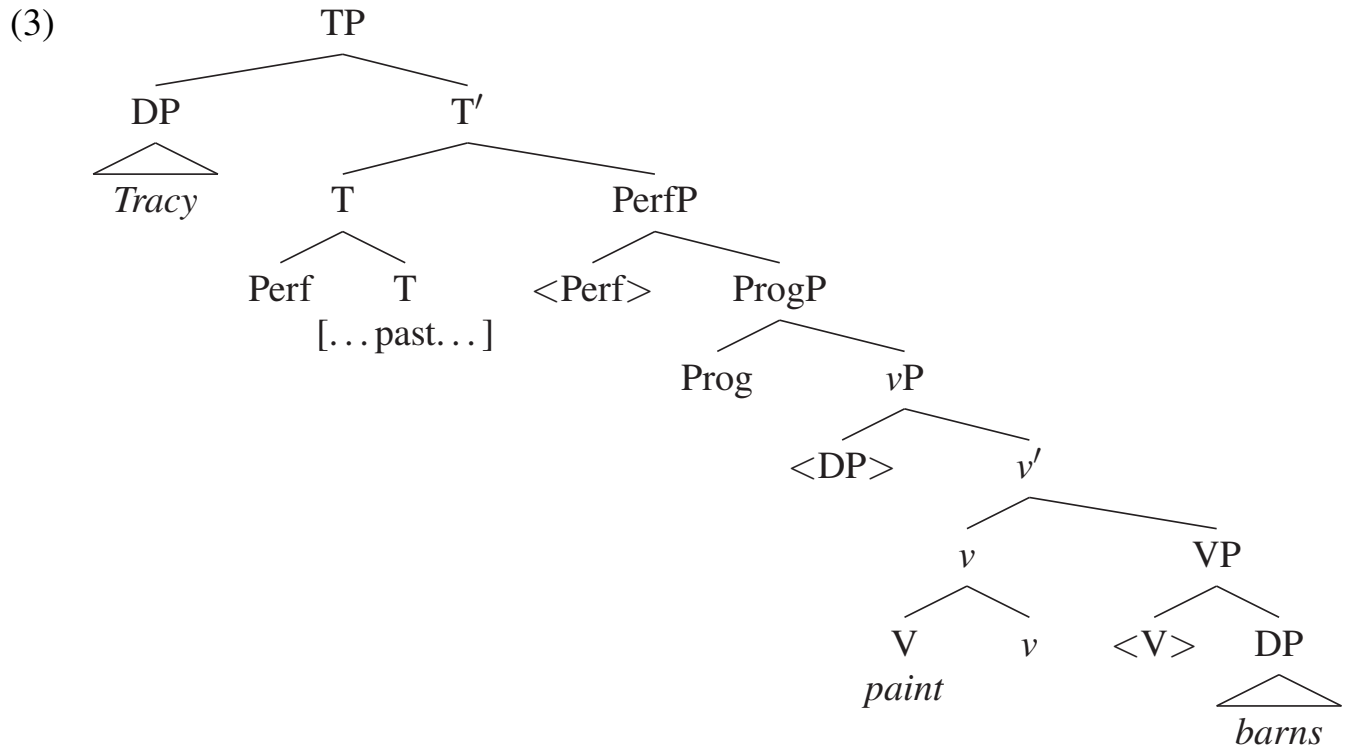 (3) TP
DP T′
Tracy T PerfP
Perf T <Perf> ProgP
[…past…]
Prog vP
<DP> v′
v VP
V v <V> DP
paint
barns